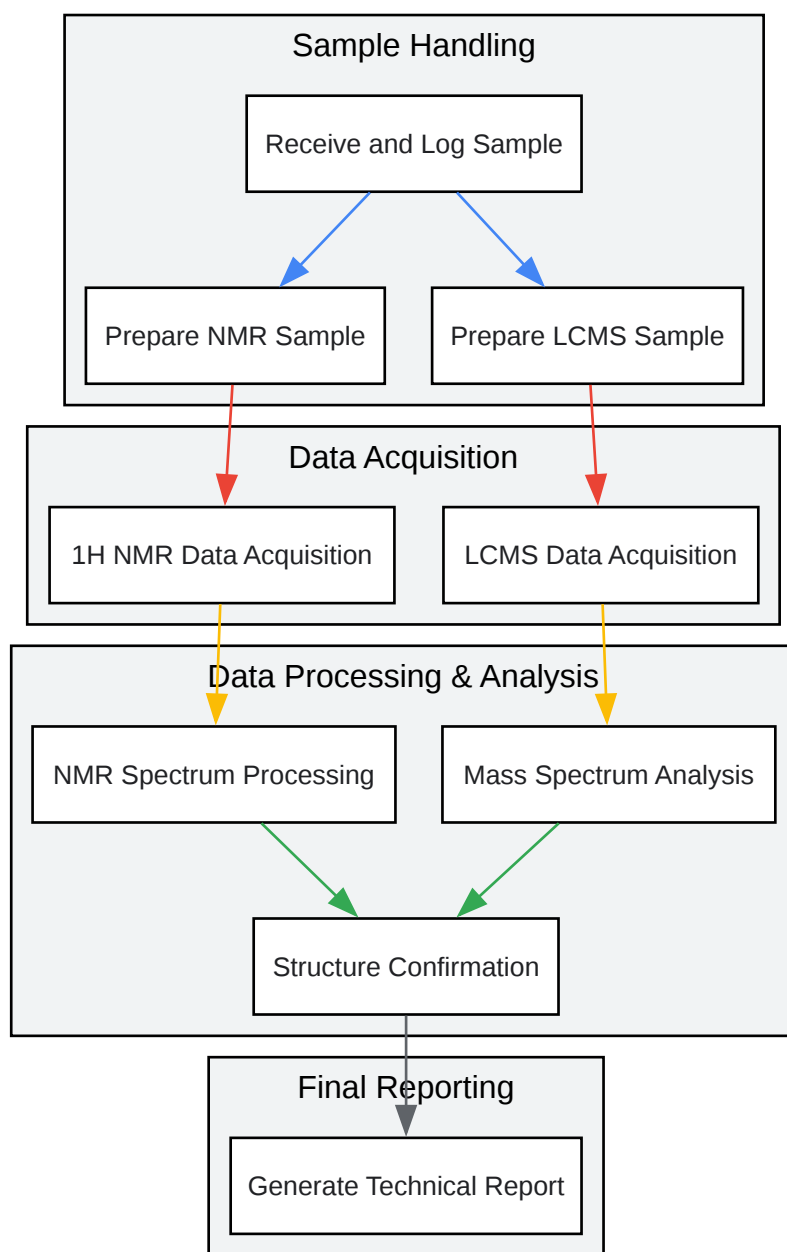 Sample Handling
Receive and Log Sample
Prepare NMR Sample
Prepare LCMS Sample
Data Acquisition
1H NMR Data Acquisition
LCMS Data Acquisition
Data Processing & Analysis
NMR Spectrum Processing
Mass Spectrum Analysis
Structure Confirmation
Final Reporting
Generate Technical Report